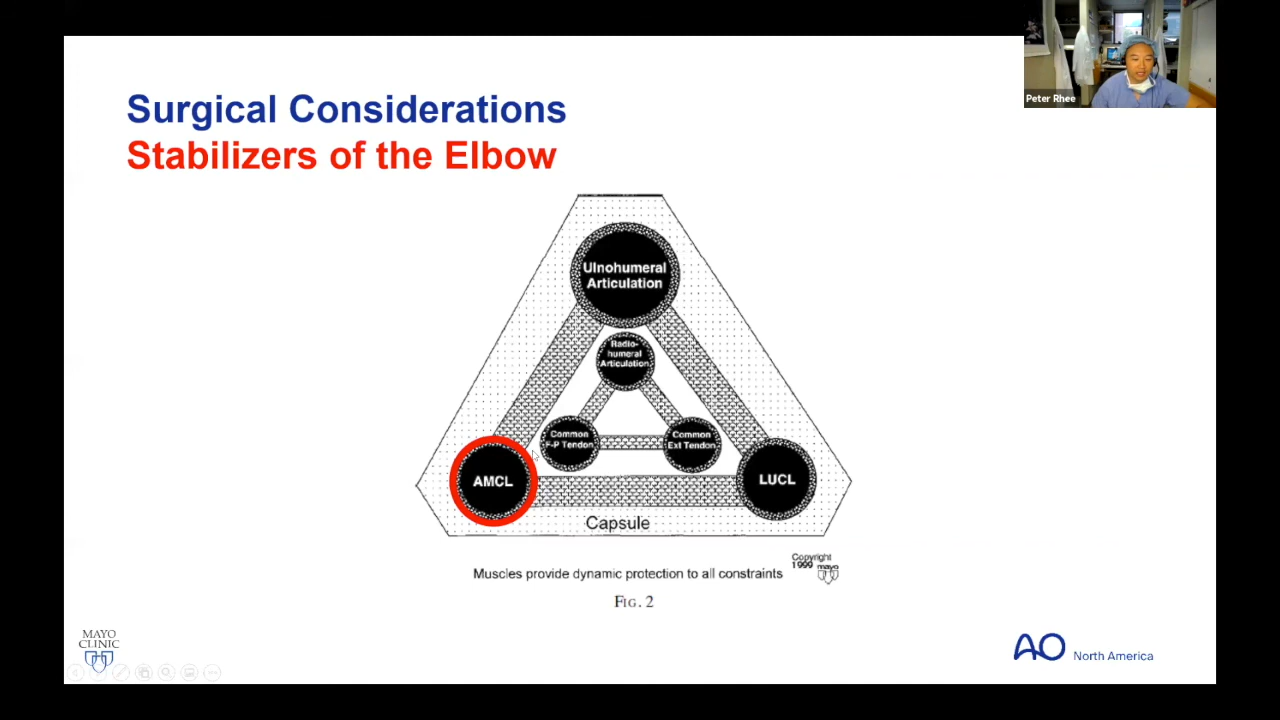 Peter Rhee
Surgical Considerations
Stabilizers of the Elbow
Ulnohumeral
Articulation
Radio-
humeral
Articulation
Common
F-P Tendon
Common
Ext Tendon
AMCL
LUCL
Capsule
Muscles provide dynamic protection to all constraints
Copyright
1999 mayo
FIG. 2
MAYO
CLINIC
AO North America